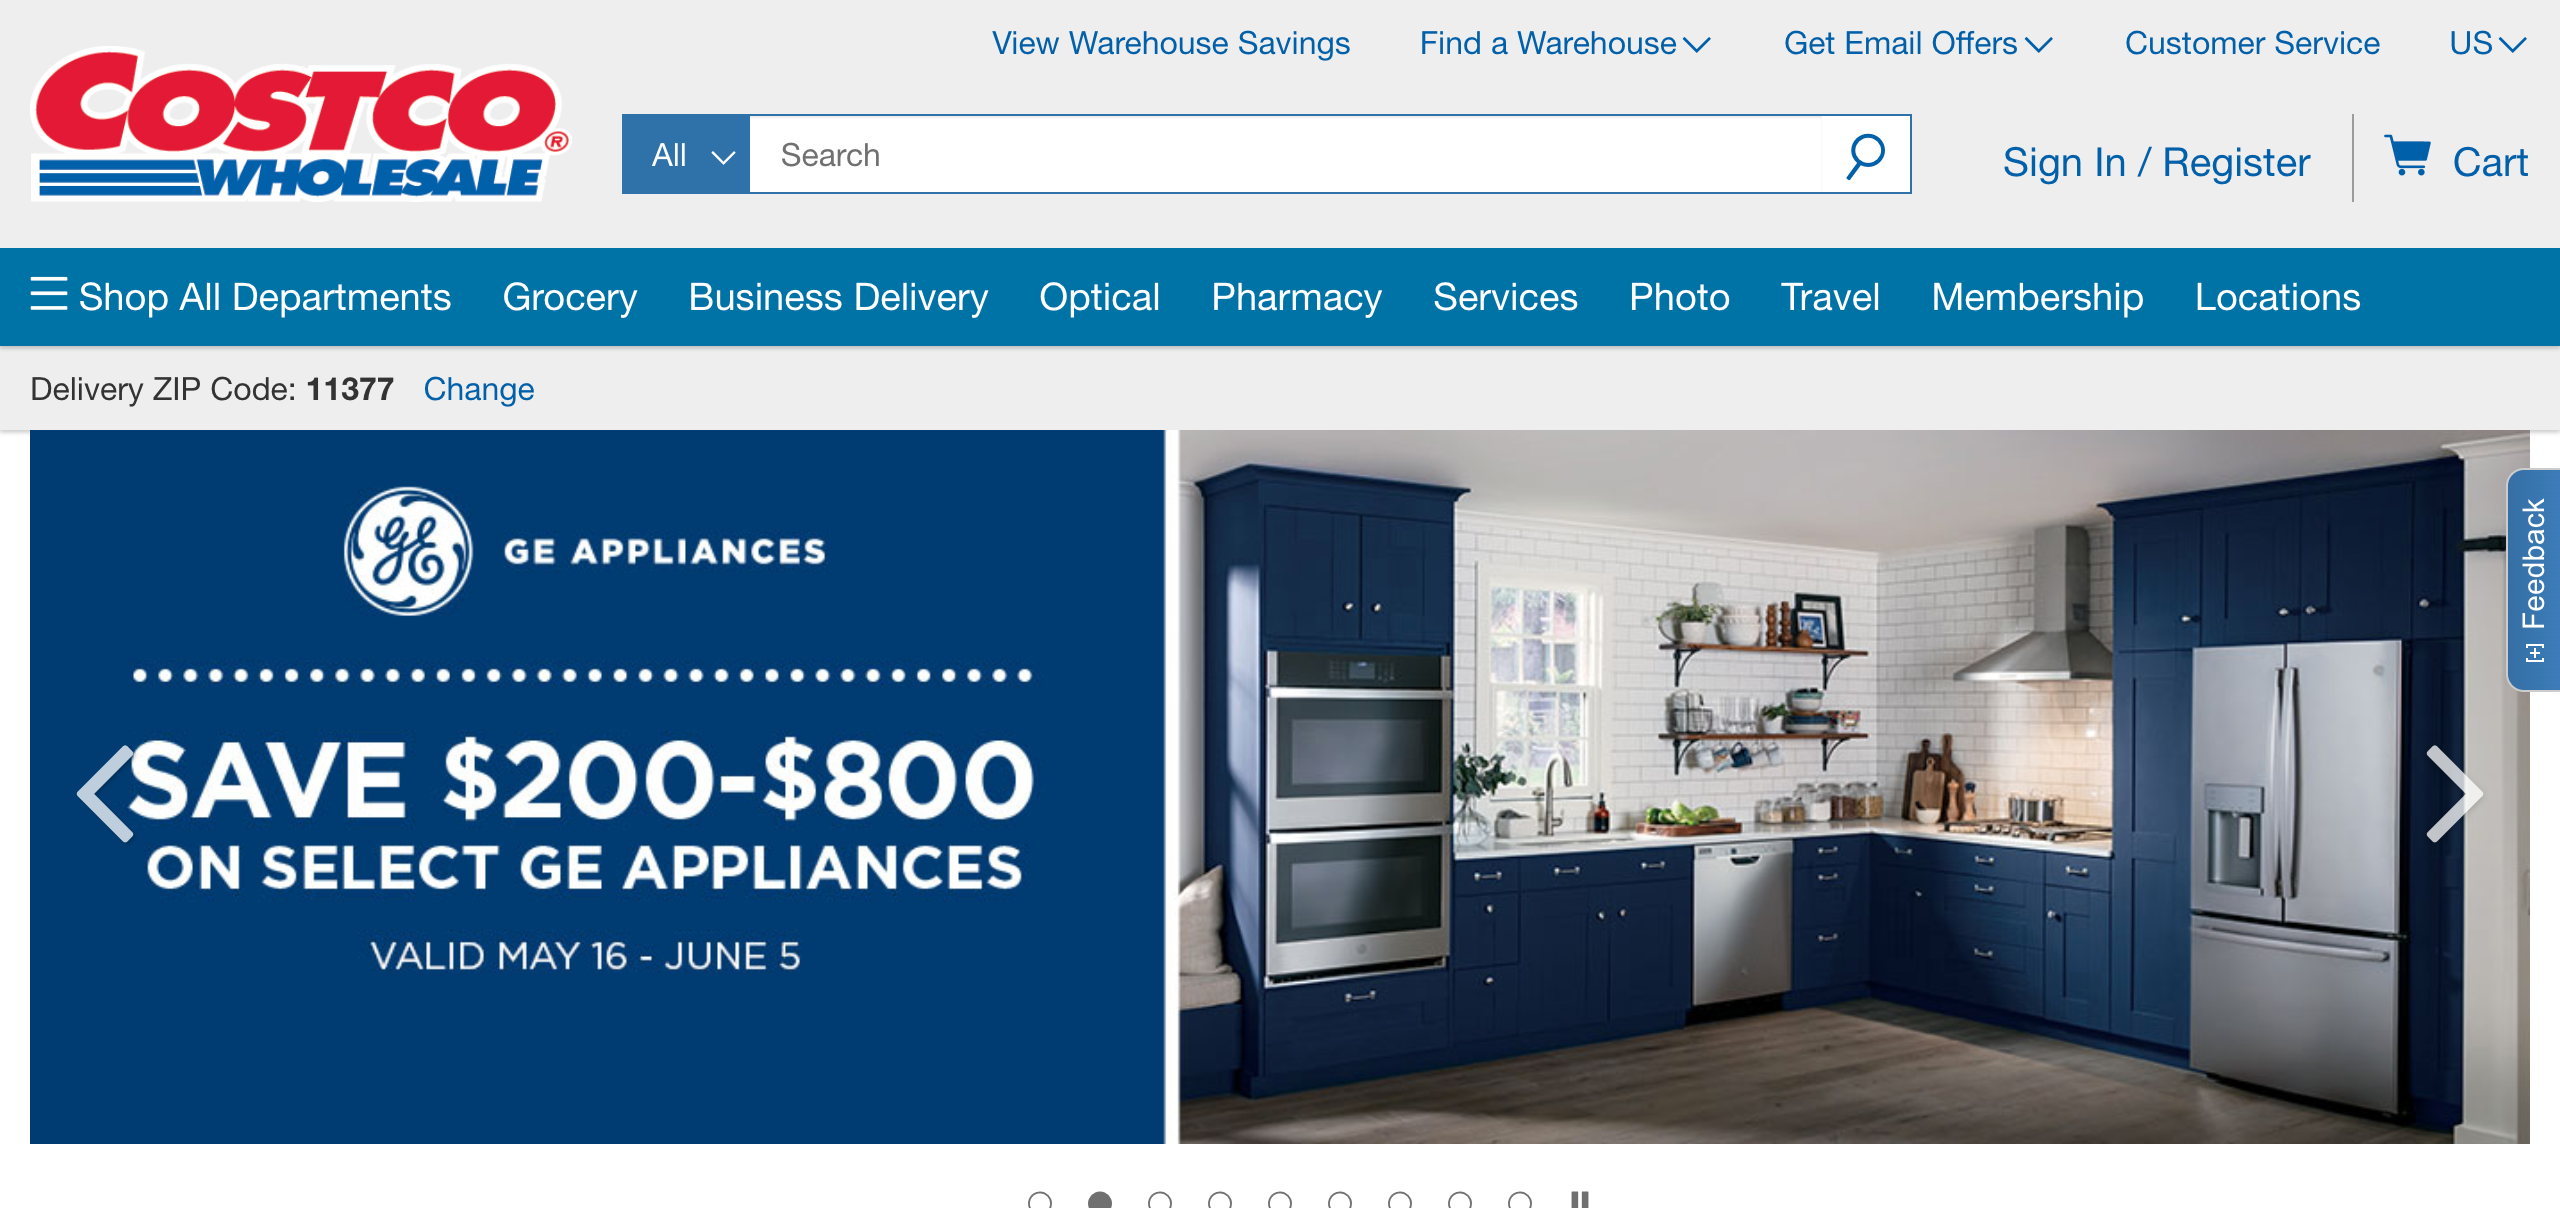 View Warehouse Savings Find a Warehouse Get Email Offers Customer Service US
COSTCO®
WHOLESALE
All Search
Sign In / Register Cart
Shop All Departments Grocery Business Delivery Optical Pharmacy Services Photo Travel Membership Locations
Delivery ZIP Code: 11377 Change
GE GE APPLIANCES
SAVE $200-$800
ON SELECT GE APPLIANCES
VALID MAY 16 - JUNE 5
[+] Feedback